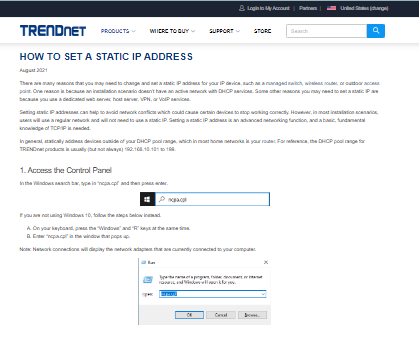 Login to My Account | Partners | United States (change)
TRENDNET PRODUCTS WHERE TO BUY SUPPORT STORE Search
HOW TO SET A STATIC IP ADDRESS
August 2021
There are many reasons that you may need to change and set a static IP address for your IP device, such as a managed switch, wireless router, or outdoor access
point. One reason is because an installation scenario doesn't have an active network with DHCP services. Some other reasons you may need to set a static IP are
because you use a dedicated web server, host server, VPN, or VoIP services.
Setting static IP addresses can help to avoid network conflicts which could cause certain devices to stop working correctly. However, in most installation scenarios,
users will use a regular network and will not need to use a static IP. Setting a static IP address is an advanced networking function, and a basic, fundamental
knowledge of TCP/IP is needed.
In general, statically address devices outside of your DHCP pool range, which in most home networks is your router. For reference, the DHCP pool range for
TRENDnet products is usually (but not always) 192.168.10.101 to 199.
1. Access the Control Panel
In the Windows search bar, type in "ncpa.cpl" and then press enter.
ncpa.cpl
If you are not using Windows 10, follow the steps below instead.
A. On your keyboard, press the "Windows" and "R" keys at the same time.
B. Enter "ncpa.cpl" in the window that pops up.
Note: Network connections will display the network adapters that are currently connected to your computer.
Run
Type the name of a program, folder, document, or Internet
resource, and Windows will open it for you.
Open: ncpa.cpl
OK Cancel Browse...